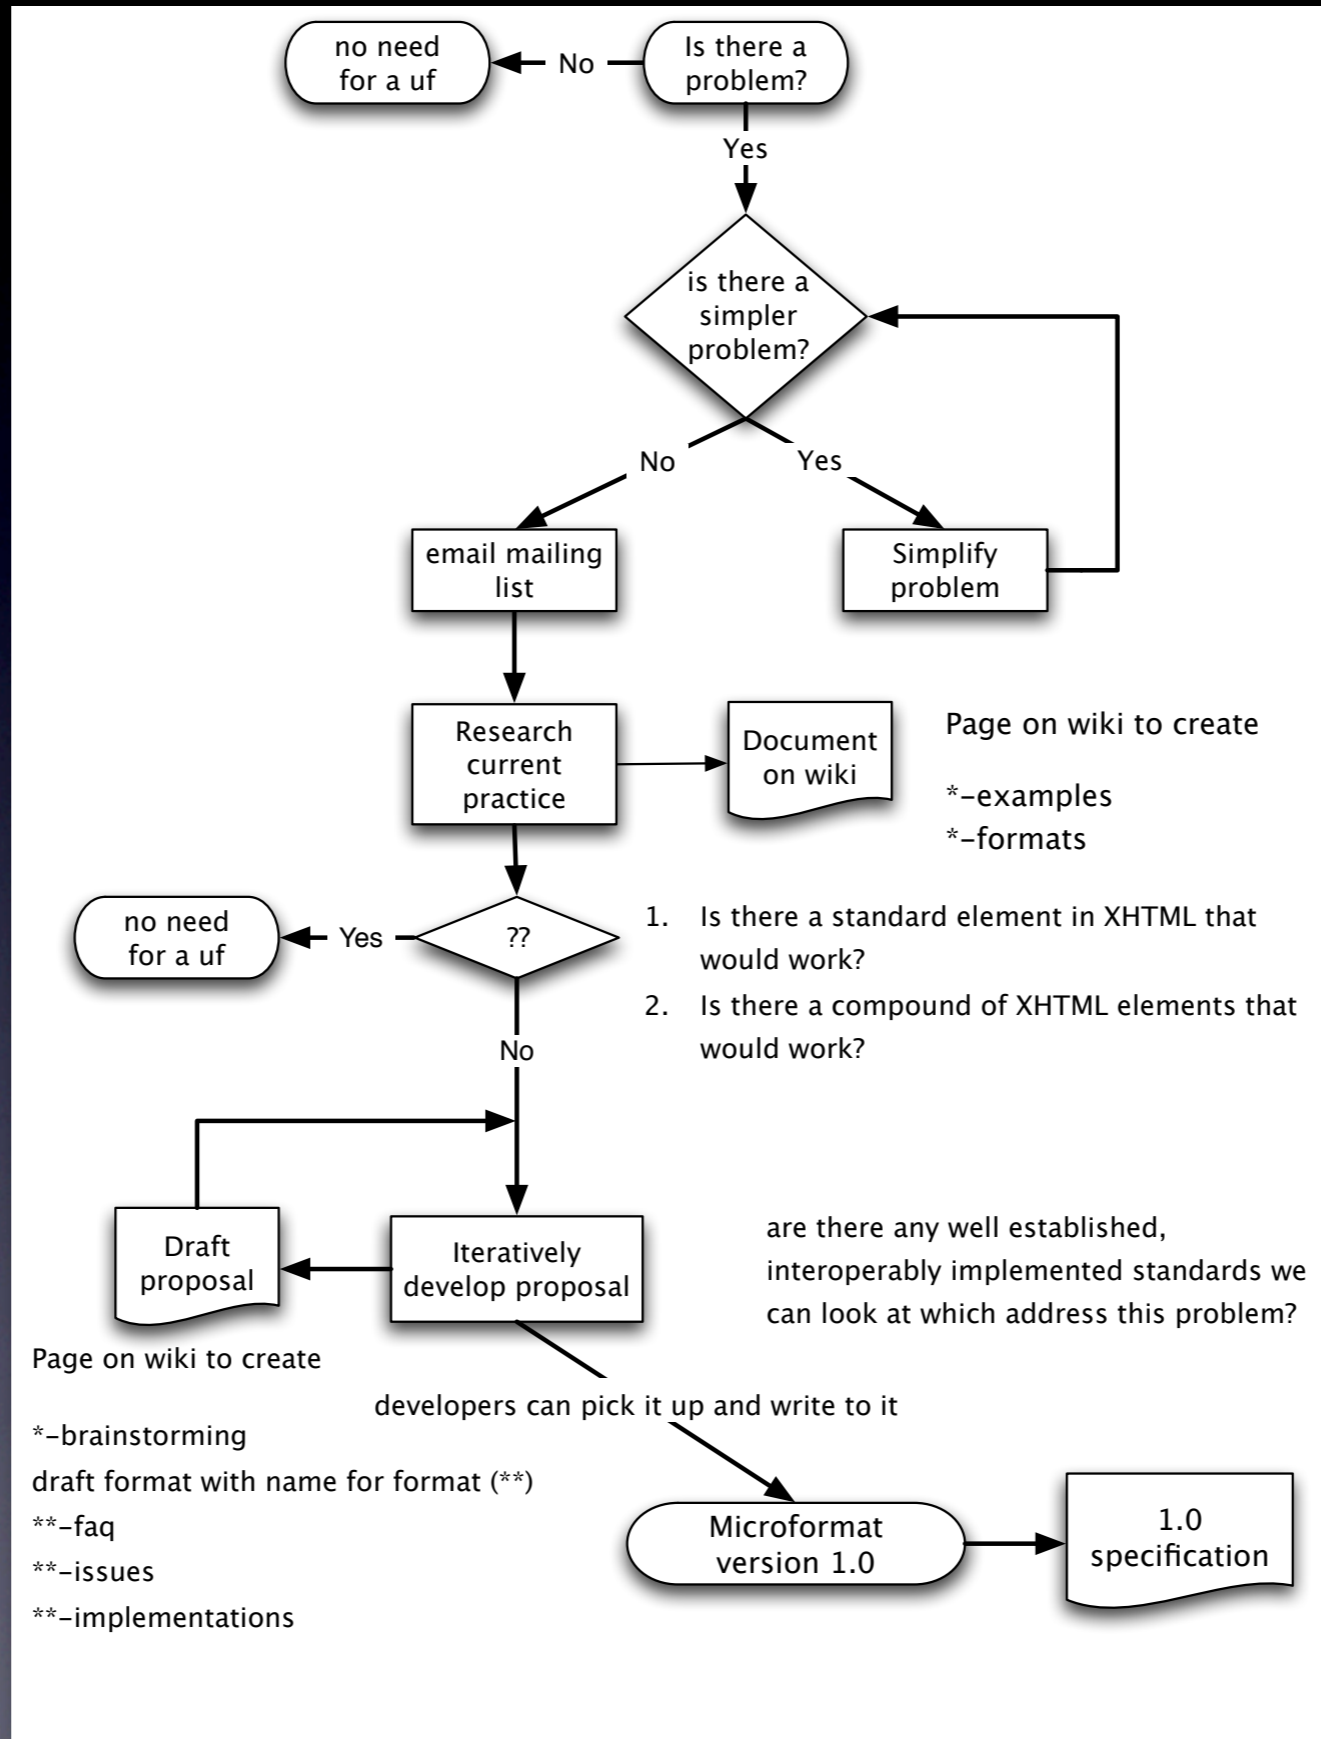 no need
for a uf
No
Is there a
problem?
Yes
is there a
simpler
problem?
No
Yes
email mailing
list
Simplify
problem
Research
current
practice
Document
on wiki
Page on wiki to create
*-examples
*-formats
no need
for a uf
Yes
??
1. Is there a standard element in XHTML that
would work?
2. Is there a compound of XHTML elements that
would work?
No
Draft
proposal
Iteratively
develop proposal
are there any well established,
interoperably implemented standards we
can look at which address this problem?
Page on wiki to create
*-brainstorming
draft format with name for format (**)
**-faq
**-issues
**-implementations
developers can pick it up and write to it
Microformat
version 1.0
1.0
specification